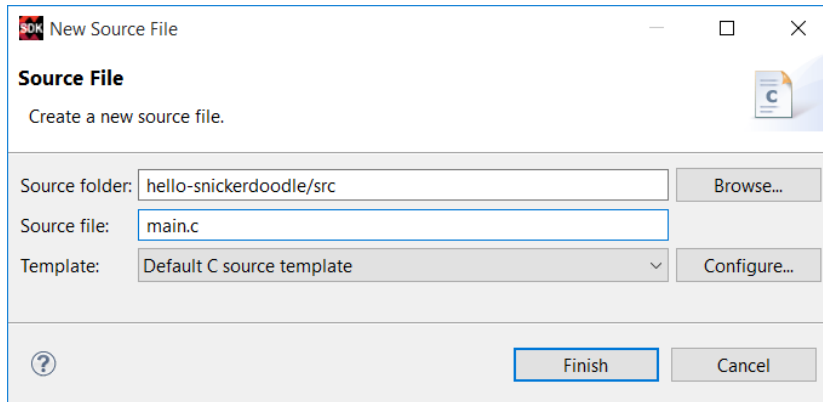 SDK New Source File
Source File
Create a new source file.
C
Source folder: hello-snickerdoodle/src Browse...
Source file: main.c
Template: Default C source template Configure...
? Finish Cancel